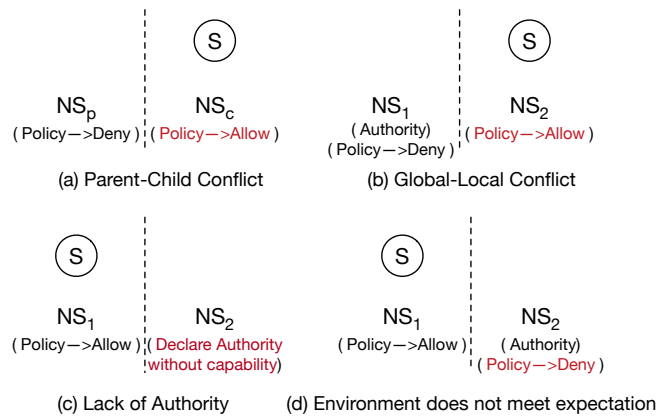 S
S
NSp
NSc
( Policy—>Deny )
( Policy—>Allow )
NS1
NS2
( Authority)
( Policy—>Deny )
( Policy—>Allow )
(a) Parent-Child Conflict
(b) Global-Local Conflict
S
S
NS1
NS2
( Policy—>Allow )
(Declare Authority
without capability)
NS1
NS2
( Policy—>Allow )
(Authority)
( Policy—>Deny )
(c) Lack of Authority
(d) Environment does not meet expectation